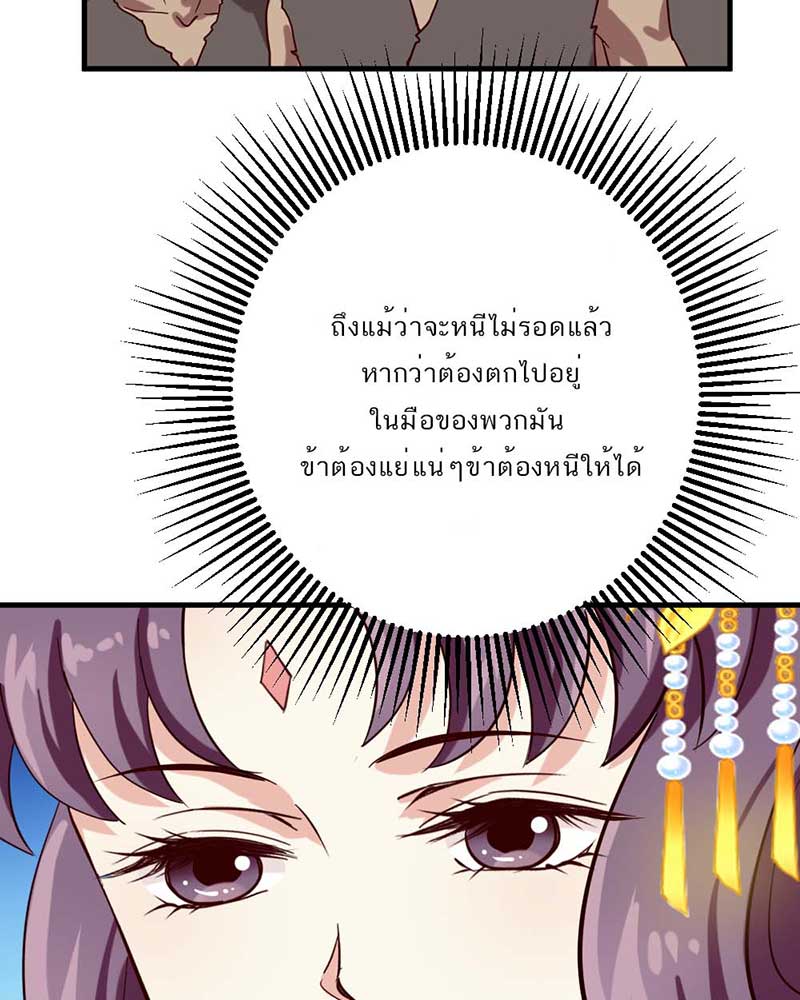 ถึงแม้ว่าจะหนีไม่รอดแล้ว
หากว่าต้องตกไปอยู่
ในมือของพวกมัน
ข้าต้องแย่แน่ๆข้าต้องหนีให้ได้